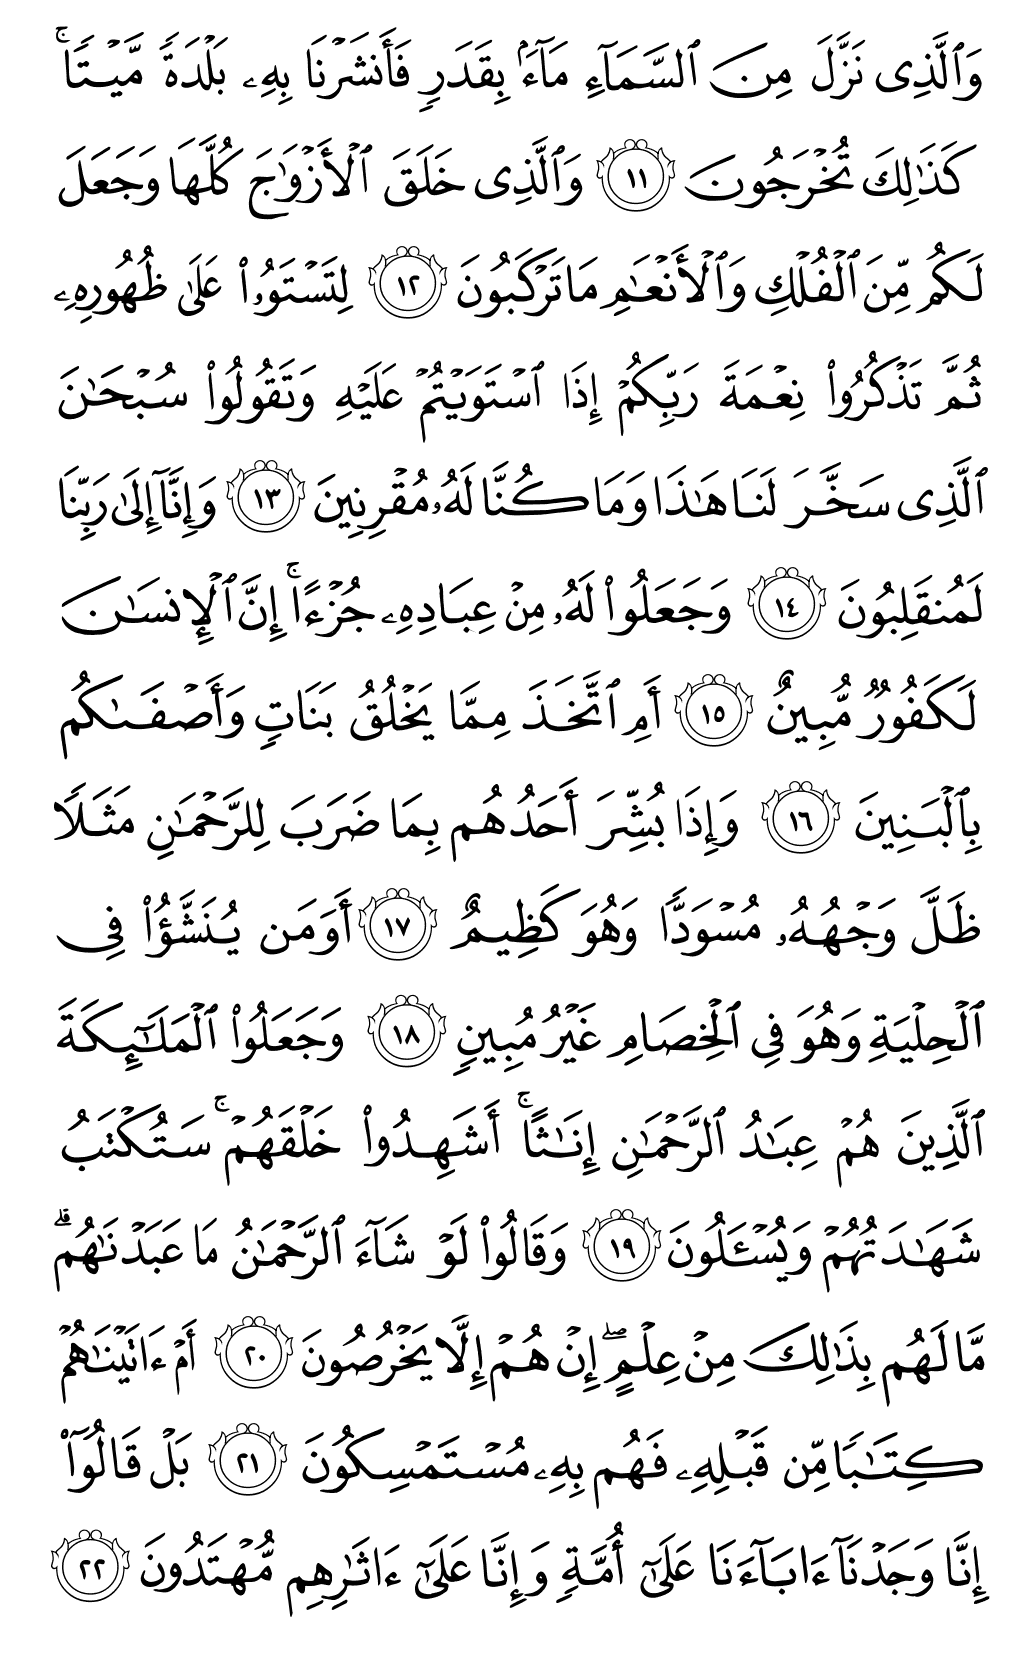 وَٱلَّذِى نَزَّلَ مِنَ ٱلسَّمَآءِ مَآءَۢ بِقَدَرٍ فَأَنشَرْنَا بِهِۦ بَلْدَةً مَّيْتًا ۚ
كَذَٰلِكَ تُخْرَجُونَ ١١ وَٱلَّذِى خَلَقَ ٱلْأَزْوَٰجَ كُلَّهَا وَجَعَلَ
لَكُم مِّنَ ٱلْفُلْكِ وَٱلْأَنْعَٰمِ مَا تَرْكَبُونَ ١٢ لِتَسْتَوُۥا۟ عَلَىٰ ظُهُورِهِۦ
ثُمَّ تَذْكُرُوا۟ نِعْمَةَ رَبِّكُمْ إِذَا ٱسْتَوَيْتُمْ عَلَيْهِ وَتَقُولُوا۟ سُبْحَٰنَ
ٱلَّذِى سَخَّرَ لَنَا هَٰذَا وَمَا كُنَّا لَهُۥ مُقْرِنِينَ ١٣ وَإِنَّآ إِلَىٰ رَبِّنَا
لَمُنقَلِبُونَ ١٤ وَجَعَلُوا۟ لَهُۥ مِنْ عِبَادِهِۦ جُزْءًا ۚ إِنَّ ٱلْإِنسَٰنَ
لَكَفُورٌ مُّبِينٌ ١٥ أَمِ ٱتَّخَذَ مِمَّا يَخْلُقُ بَنَاتٍ وَأَصْفَىٰكُم
بِٱلْبَنِينَ ١٦ وَإِذَا بُشِّرَ أَحَدُهُم بِمَا ضَرَبَ لِلرَّحْمَٰنِ مَثَلًا
ظَلَّ وَجْهُهُۥ مُسْوَدًّا وَهُوَ كَظِيمٌ ١٧ أَوَمَن يُنَشَّؤُا۟ فِى
ٱلْحِلْيَةِ وَهُوَ فِى ٱلْخِصَامِ غَيْرُ مُبِينٍ ١٨ وَجَعَلُوا۟ ٱلْمَلَٰٓئِكَةَ
ٱلَّذِينَ هُمْ عِبَٰدُ ٱلرَّحْمَٰنِ إِنَٰثًا ۚ أَشَهِدُوا۟ خَلْقَهُمْ ۚ سَتُكْتَبُ
شَهَٰدَتُهُمْ وَيُسْـَٔلُونَ ١٩ وَقَالُوا۟ لَوْ شَآءَ ٱلرَّحْمَٰنُ مَا عَبَدْنَٰهُم ۗ
مَّا لَهُم بِذَٰلِكَ مِنْ عِلْمٍ ۖ إِنْ هُمْ إِلَّا يَخْرُصُونَ ٢٠ أَمْ ءَاتَيْنَٰهُمْ
كِتَٰبًا مِّن قَبْلِهِۦ فَهُم بِهِۦ مُسْتَمْسِكُونَ ٢١ بَلْ قَالُوٓا۟
إِنَّا وَجَدْنَآ ءَابَآءَنَا عَلَىٰٓ أُمَّةٍ وَإِنَّا عَلَىٰٓ ءَاثَٰرِهِم مُّهْتَدُونَ ٢٢